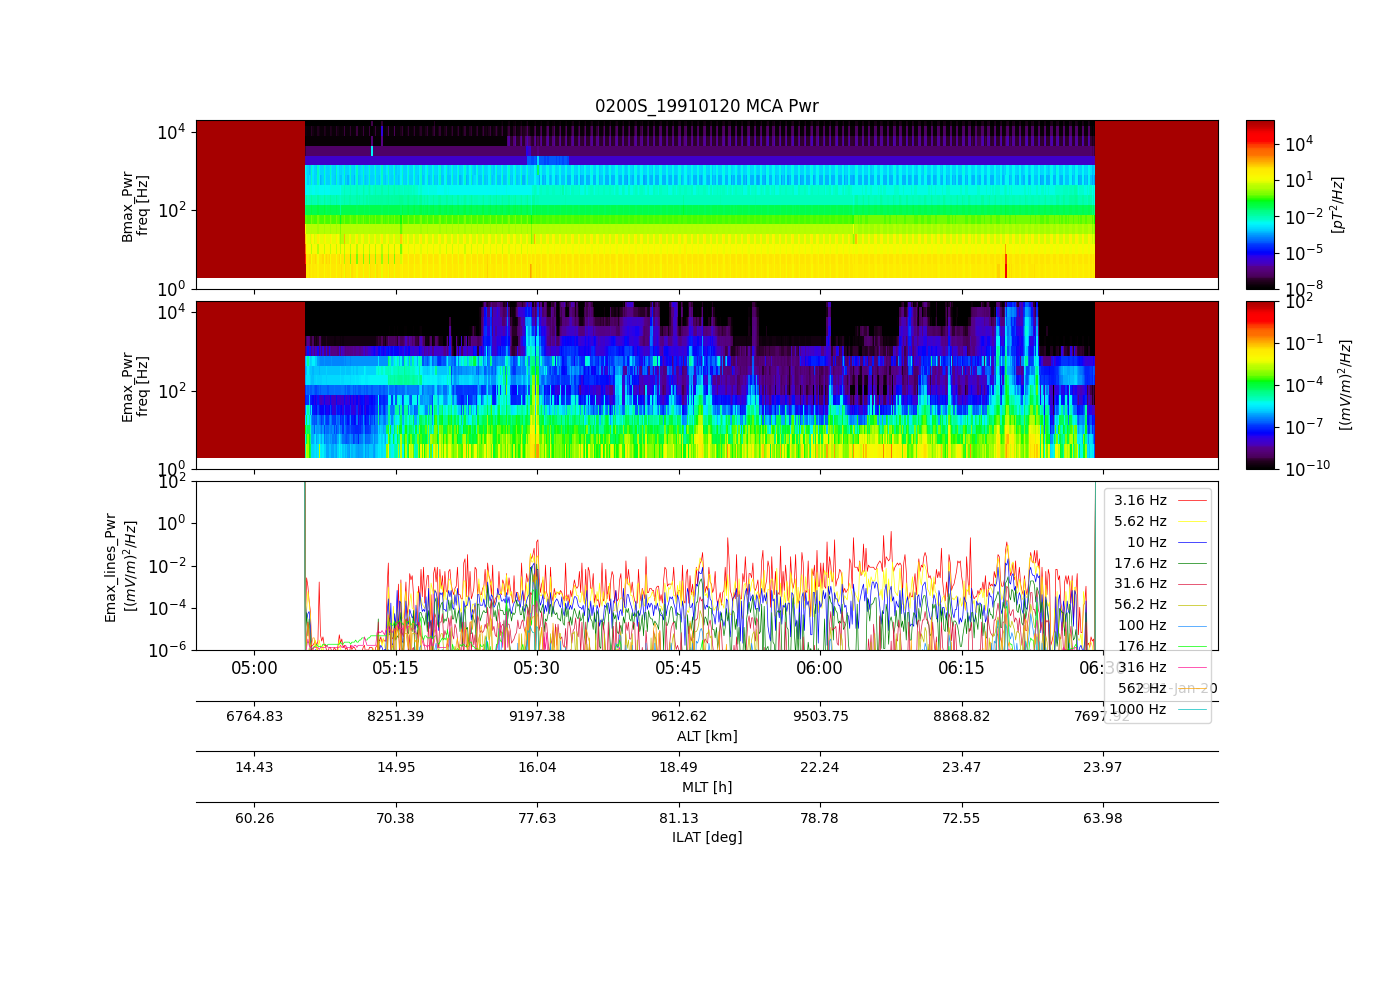 0200S_19910120 MCA Pwr
10^4
10^2
10^0
Bmax_Pwr
freq [Hz]
10^4
10^1
10^-2
10^-5
10^-8
[pT^2/Hz]
10^4
10^2
10^0
Emax_Pwr
freq [Hz]
10^2
10^-1
10^-4
10^-7
10^-10
[(mV/m)^2/Hz]
10^2
10^0
10^-2
10^-4
10^-6
Emax_lines_Pwr
[(mV/m)^2/Hz]
3.16 Hz
5.62 Hz
10 Hz
17.6 Hz
31.6 Hz
56.2 Hz
100 Hz
176 Hz
316 Hz
562 Hz
1000 Hz
05:00 05:15 05:30 05:45 06:00 06:15 06:30
-Jan-20
6764.83 8251.39 9197.38 9612.62 9503.75 8868.82 7697.92
ALT [km]
14.43 14.95 16.04 18.49 22.24 23.47 23.97
MLT [h]
60.26 70.38 77.63 81.13 78.78 72.55 63.98
ILAT [deg]